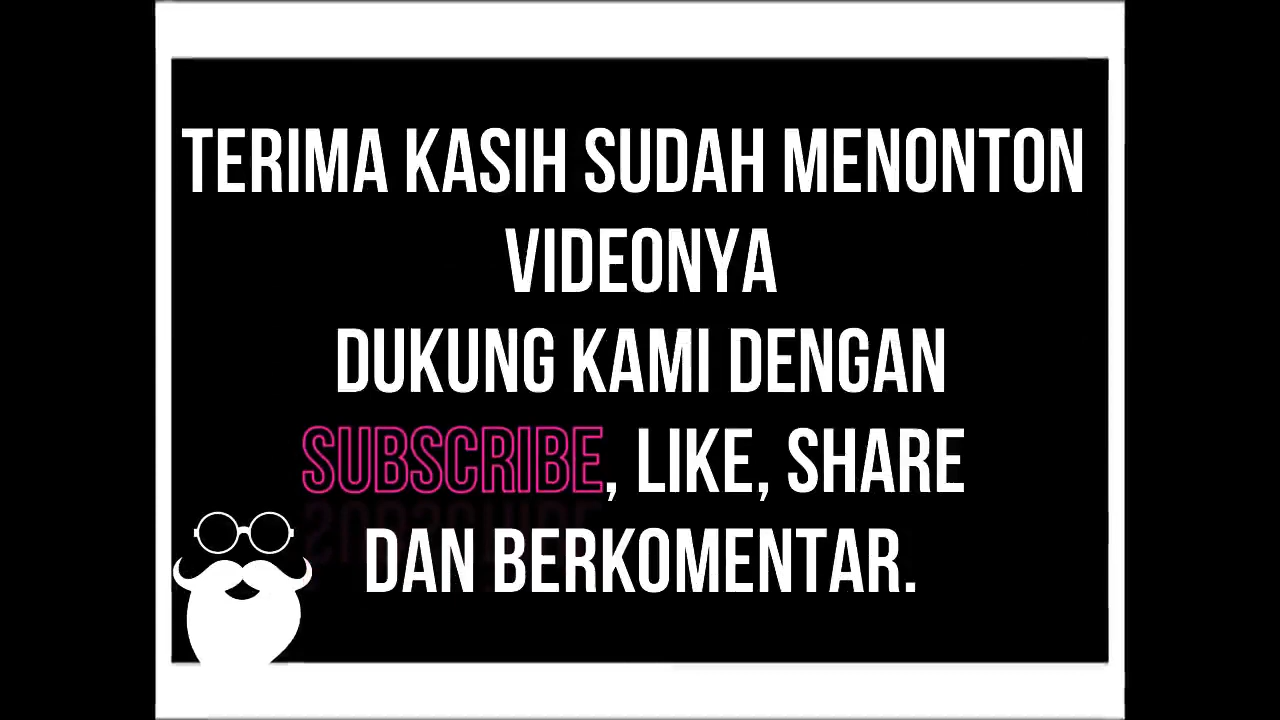 TERIMA KASIH SUDAH MENONTON
VIDEONYA
DUKUNG KAMI DENGAN
SUBSCRIBE, LIKE, SHARE
DAN BERKOMENTAR.